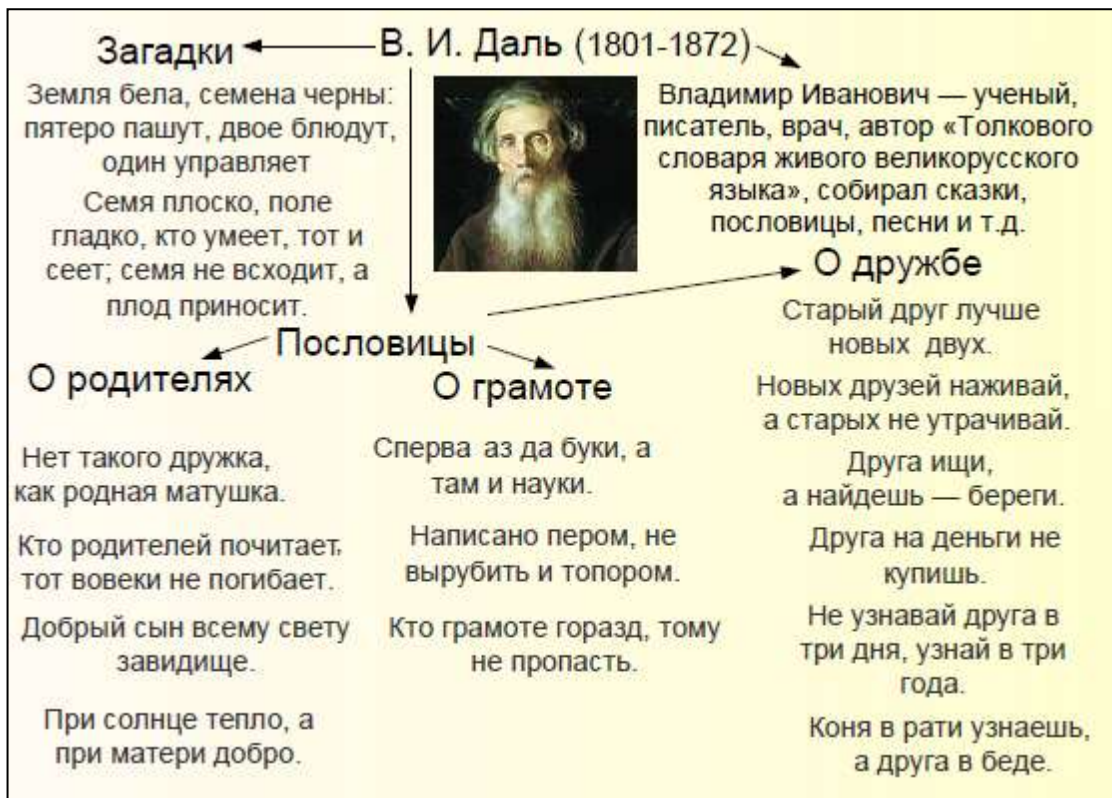 В. И. Даль (1801-1872)
Загадки
Земля бела, семена черны:
пятеро пашут, двое блюдут,
один управляет
Семя плоско, поле
гладко, кто умеет, тот и
сеет; семя не всходит, а
плод приносит.
Владимир Иванович — ученый,
писатель, врач, автор «Толкового
словаря живого великорусского
языка», собирал сказки,
пословицы, песни и т.д.
Пословицы
О родителях
Нет такого дружка,
как родная матушка.
Кто родителей почитает,
тот вовеки не погибает.
Добрый сын всему свету
завидище.
При солнце тепло, а
при матери добро.
О грамоте
Сперва аз да буки, а
там и науки.
Написано пером, не
вырубить и топором.
Кто грамоте горазд, тому
не пропасть.
О дружбе
Старый друг лучше
новых двух.
Новых друзей наживай,
а старых не утрачивай.
Друга ищи,
а найдешь — береги.
Друга на деньги не
купишь.
Не узнавай друга в
три дня, узнай в три
года.
Коня в рати узнаешь,
а друга в беде.